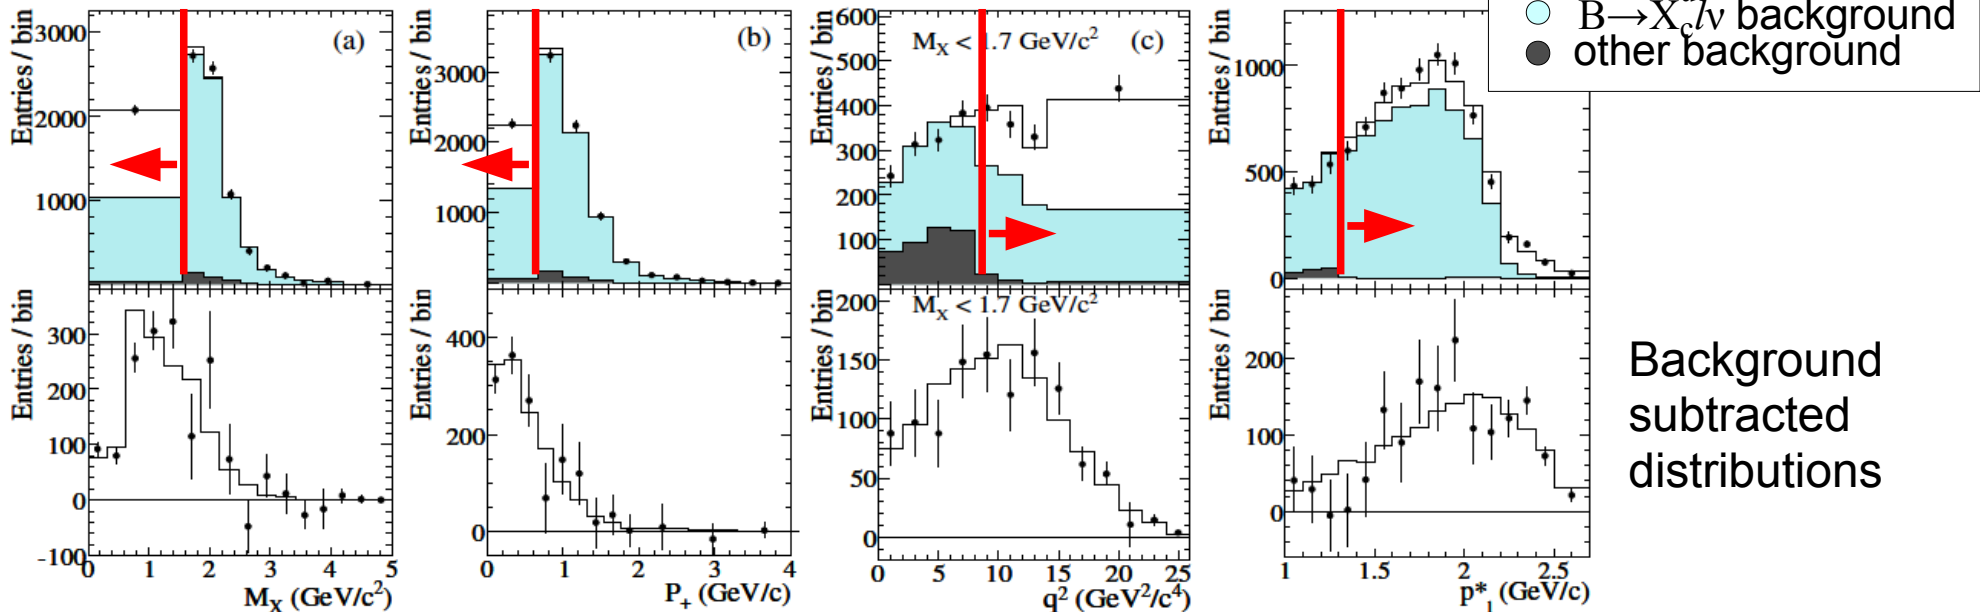 B→X_cℓν background
other background
Entries / bin
3000
2000
1000
(a)
Entries / bin
3000
2000
1000
(b)
Entries / bin
600
500
400
300
200
100
M_X < 1.7 GeV/c²
(c)
Entries / bin
1000
500
0
Entries / bin
300
200
100
0
-100
0 1 2 3 4 5
M_X (GeV/c²)
Entries / bin
400
200
0
0 1 2 3 4
P_+ (GeV/c)
Entries / bin
200
150
100
50
0
M_X < 1.7 GeV/c²
0 5 10 15 20 25
q² (GeV²/c⁴)
Entries / bin
200
100
0
1 1.5 2 2.5
p*_l (GeV/c)
Background
subtracted
distributions